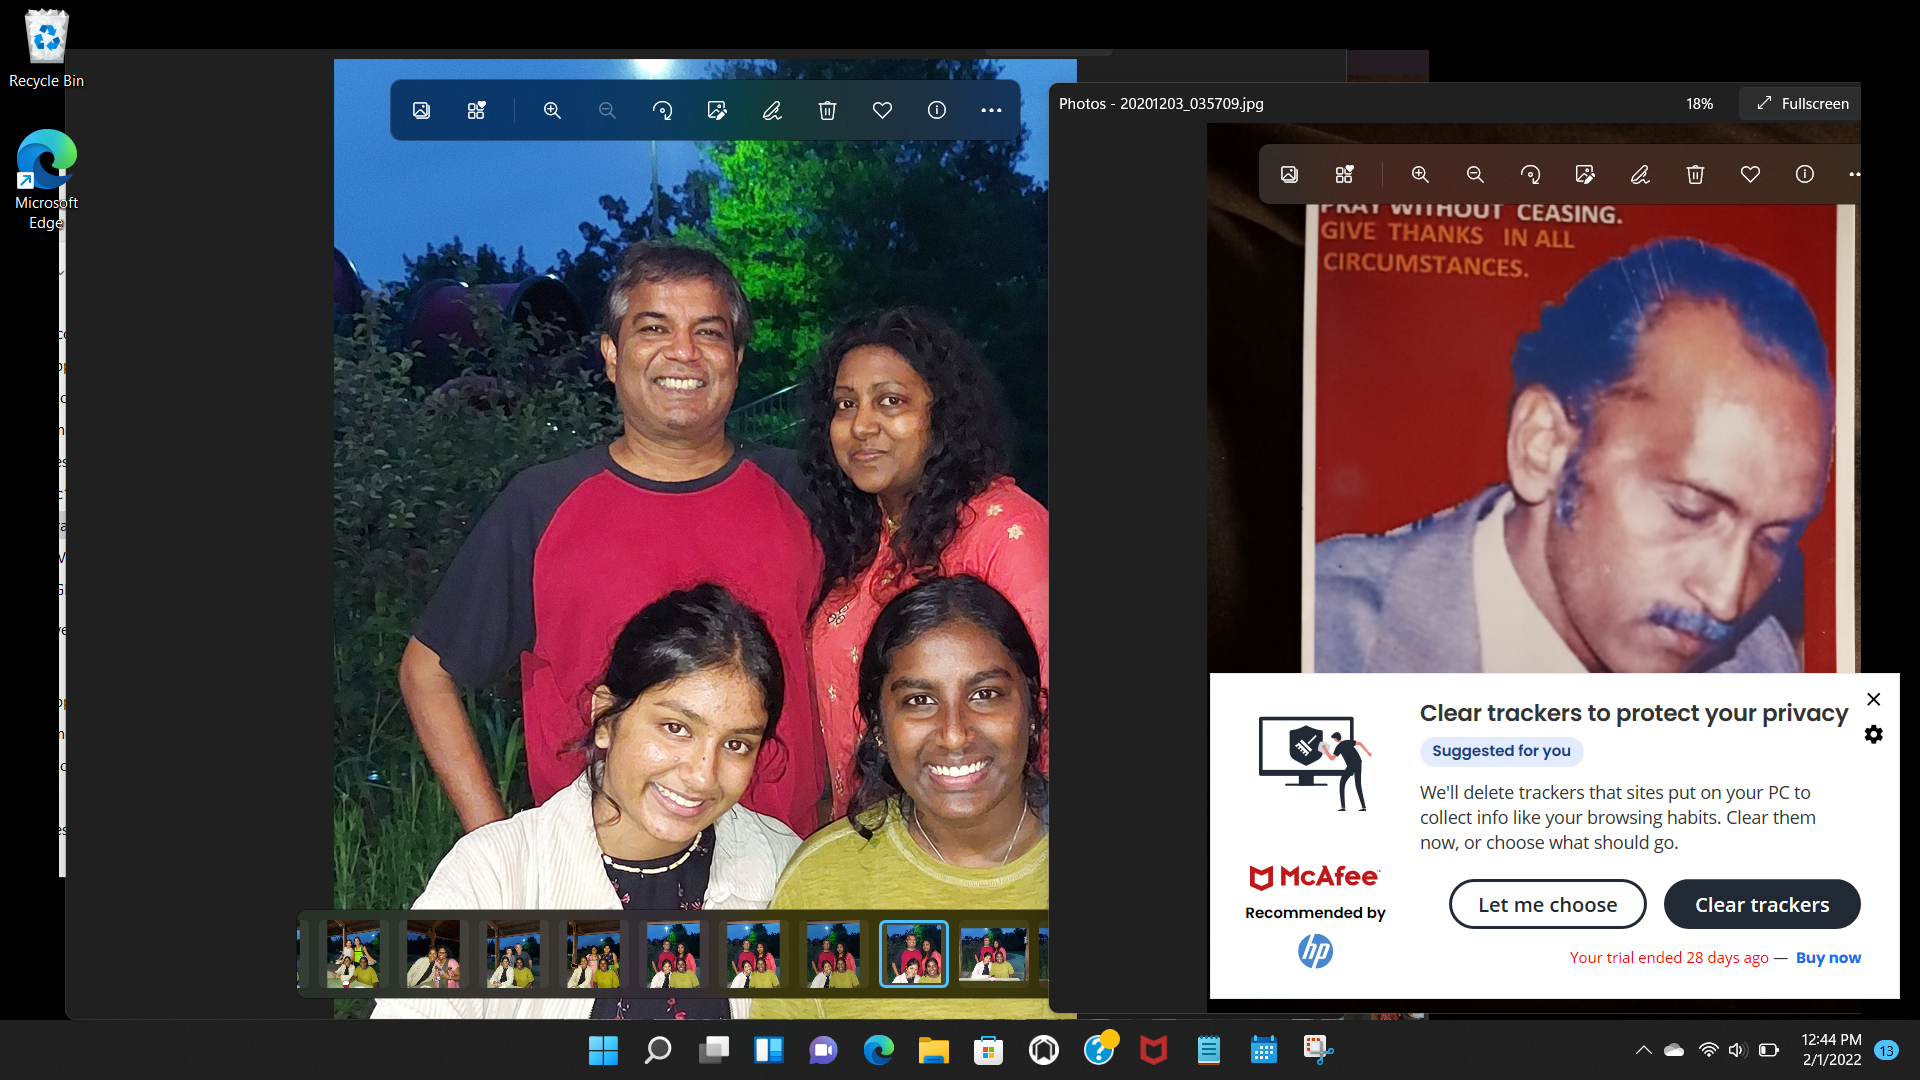 Recycle Bin
Microsoft
Edge
Photos - 20201203_035709.jpg
18%
Fullscreen
PRAY WITHOUT CEASING.
GIVE THANKS IN ALL
CIRCUMSTANCES.
Clear trackers to protect your privacy
Suggested for you
We'll delete trackers that sites put on your PC to
collect info like your browsing habits. Clear them
now, or choose what should go.
McAfee
Recommended by
hp
Let me choose
Clear trackers
Your trial ended 28 days ago — Buy now
12:44 PM
2/1/2022
13